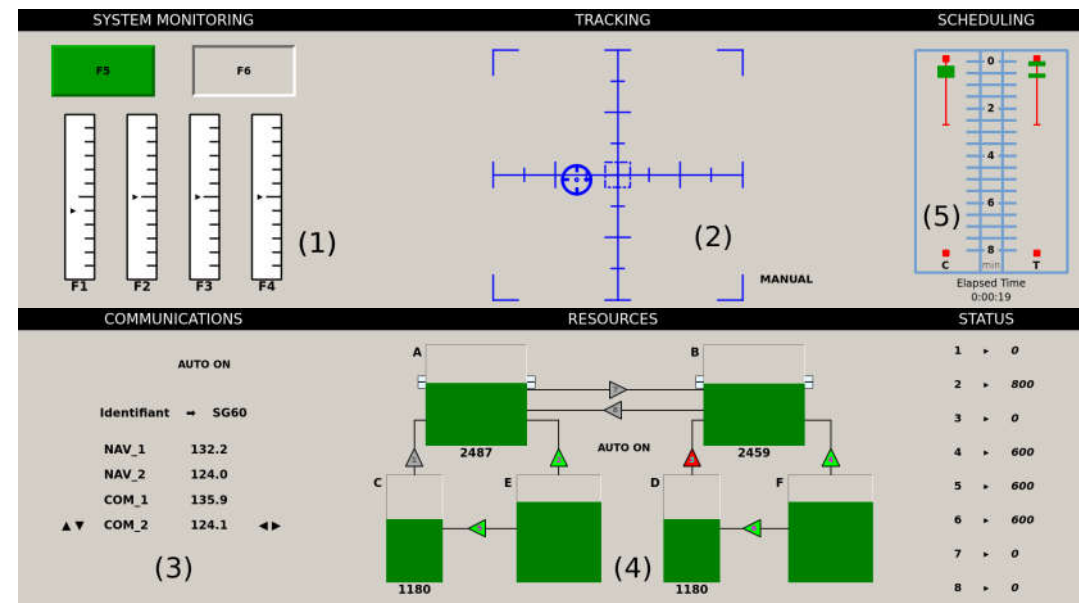 SYSTEM MONITORING
F5
F6
F1
F2
F3
F4
(1)
TRACKING
(2)
MANUAL
SCHEDULING
0
2
4
6
8
min
C
T
(5)
Elapsed Time
0:00:19
COMMUNICATIONS
AUTO ON
Identifiant ➡ SG60
NAV_1 132.2
NAV_2 124.0
COM_1 135.9
▲▼ COM_2 124.1 ◀▶
(3)
RESOURCES
A
B
2487
AUTO ON
2459
C
E
D
F
1180
(4)
1180
STATUS
1 ▸ 0
2 ▸ 800
3 ▸ 0
4 ▸ 600
5 ▸ 600
6 ▸ 600
7 ▸ 0
8 ▸ 0